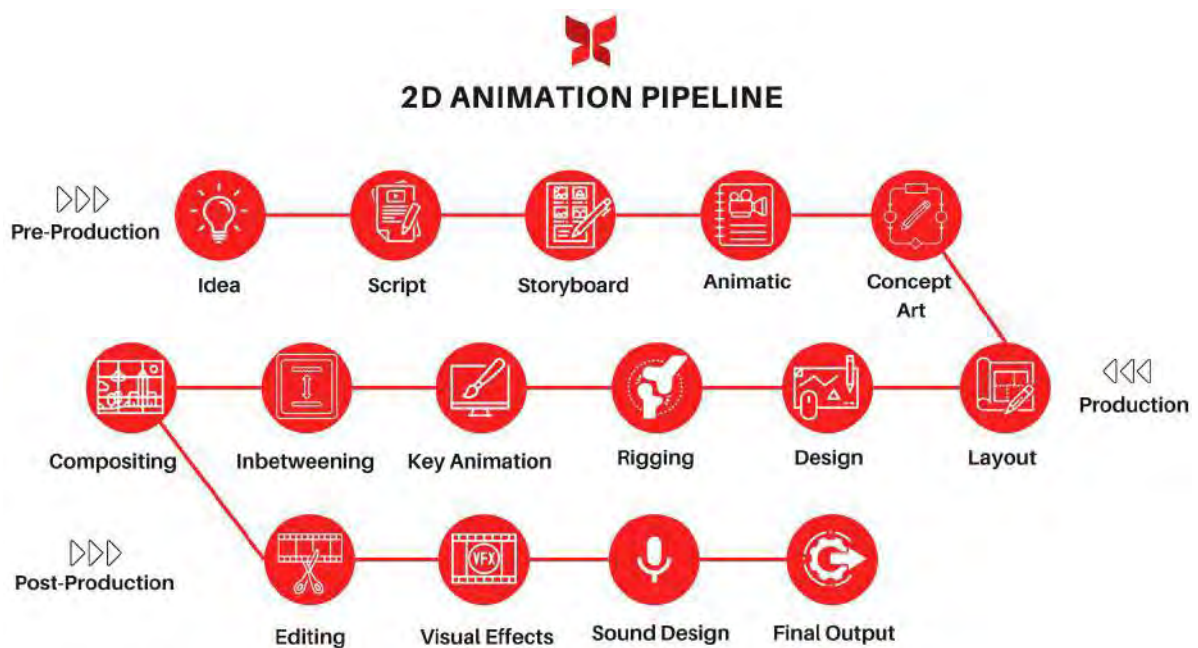 2D ANIMATION PIPELINE
Pre-Production
Idea
Script
Storyboard
Animatic
Concept
Art
Production
Compositing
Inbetweening
Key Animation
Rigging
Design
Layout
Post-Production
VFX
Editing
Visual Effects
Sound Design
Final Output